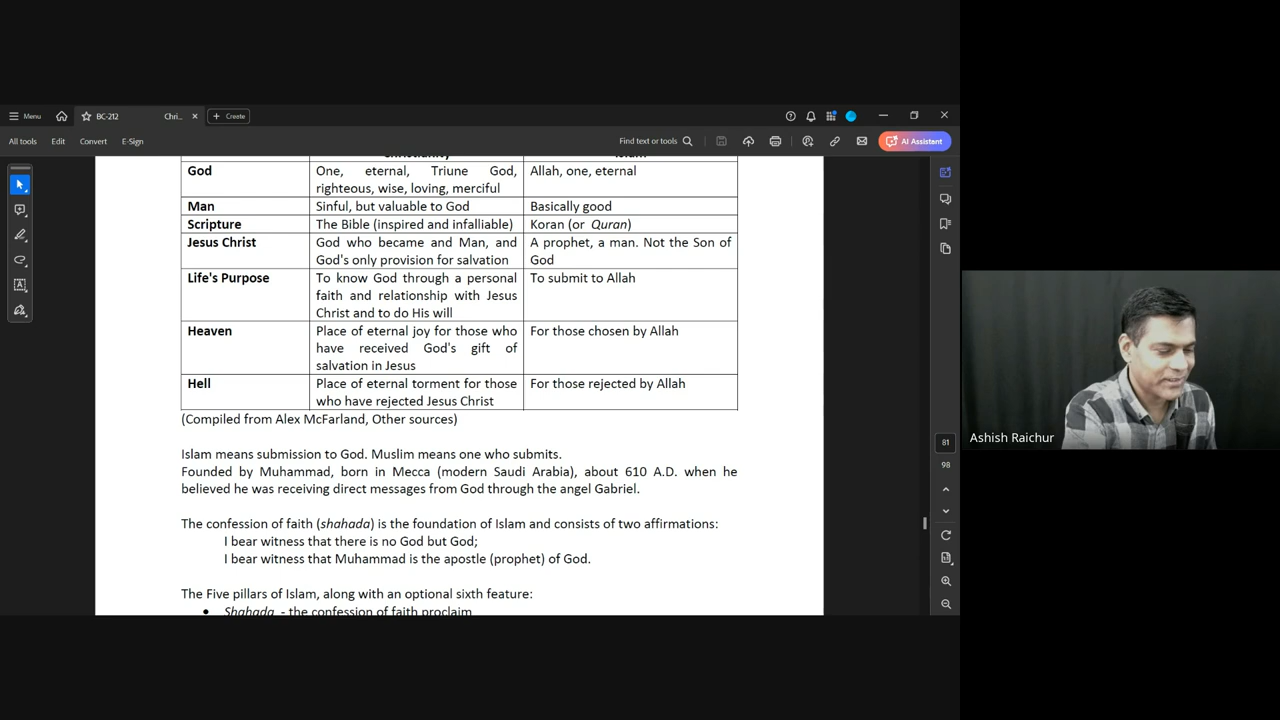 Menu
BC-212
Chri...
Create
All tools
Edit
Convert
E-Sign
Find text or tools
AI Assistant
God
One, eternal, Triune God,
righteous, wise, loving, merciful
Allah, one, eternal
Man
Sinful, but valuable to God
Basically good
Scripture
The Bible (inspired and infalliable)
Koran (or Quran)
Jesus Christ
God who became and Man, and
God's only provision for salvation
A prophet, a man. Not the Son of
God
Life's Purpose
To know God through a personal
faith and relationship with Jesus
Christ and to do His will
To submit to Allah
Heaven
Place of eternal joy for those who
have received God's gift of
salvation in Jesus
For those chosen by Allah
Hell
Place of eternal torment for those
who have rejected Jesus Christ
For those rejected by Allah
(Compiled from Alex McFarland, Other sources)
Islam means submission to God. Muslim means one who submits.
Founded by Muhammad, born in Mecca (modern Saudi Arabia), about 610 A.D. when he
believed he was receiving direct messages from God through the angel Gabriel.
The confession of faith (shahada) is the foundation of Islam and consists of two affirmations:
I bear witness that there is no God but God;
I bear witness that Muhammad is the apostle (prophet) of God.
The Five pillars of Islam, along with an optional sixth feature:
• Shahada - the confession of faith proclaim
81
98
Ashish Raichur